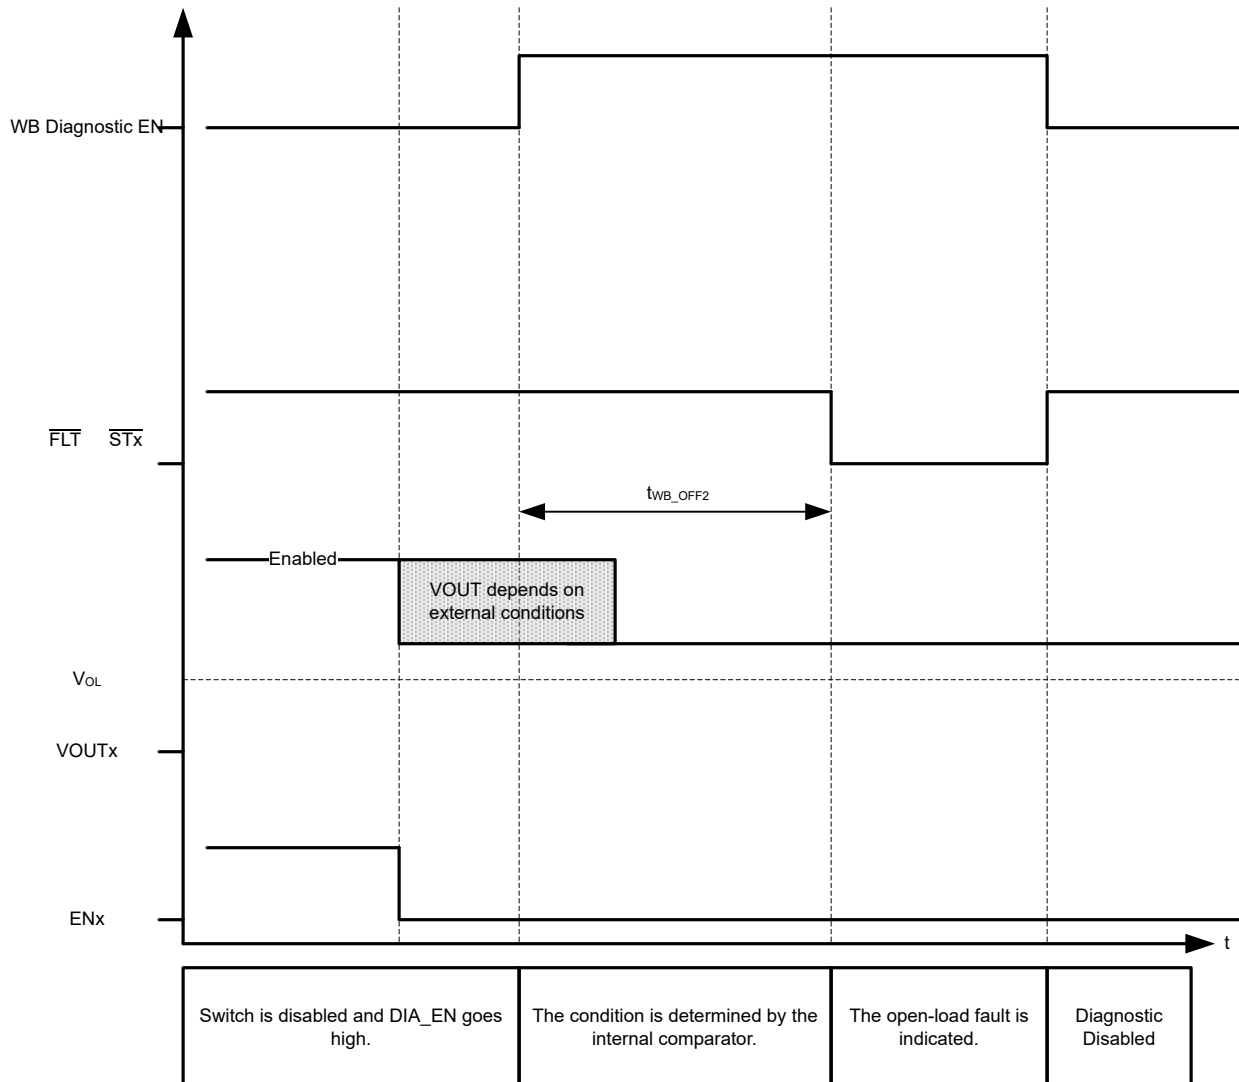 WB Diagnostic EN
FLT STx
tWB_OFF2
Enabled
VOUT depends on
external conditions
VOL
VOUTx
ENx
t
Switch is disabled and DIA_EN goes
high.
The condition is determined by the
internal comparator.
The open-load fault is
indicated.
Diagnostic
Disabled